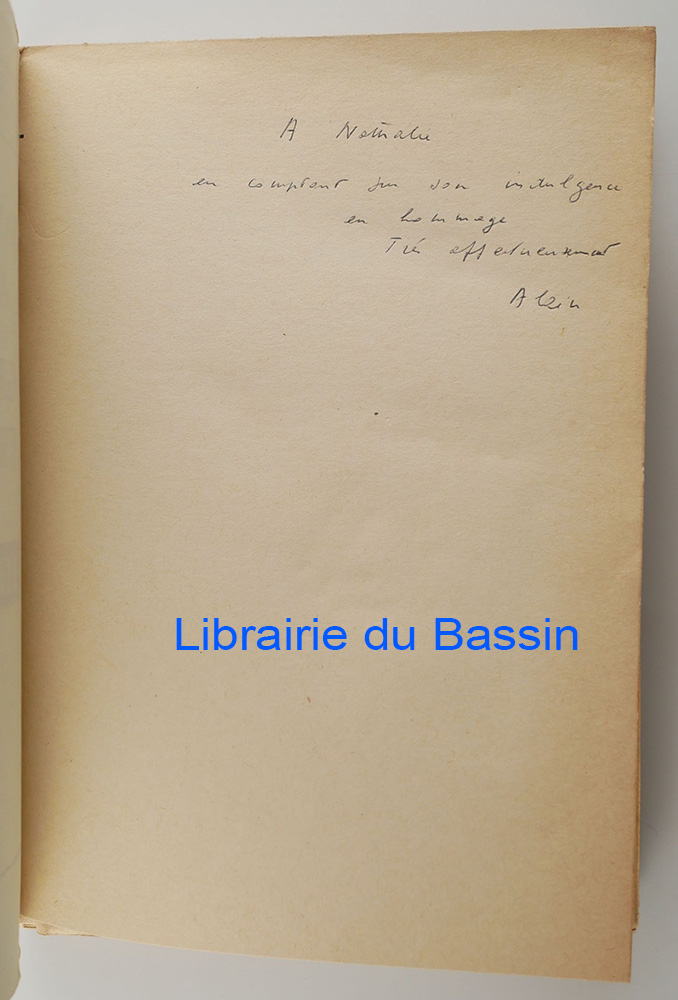 A Nathalie
en comptant sur son indulgence
en hommage
Très affectueusement
Alain
Librairie du Bassin